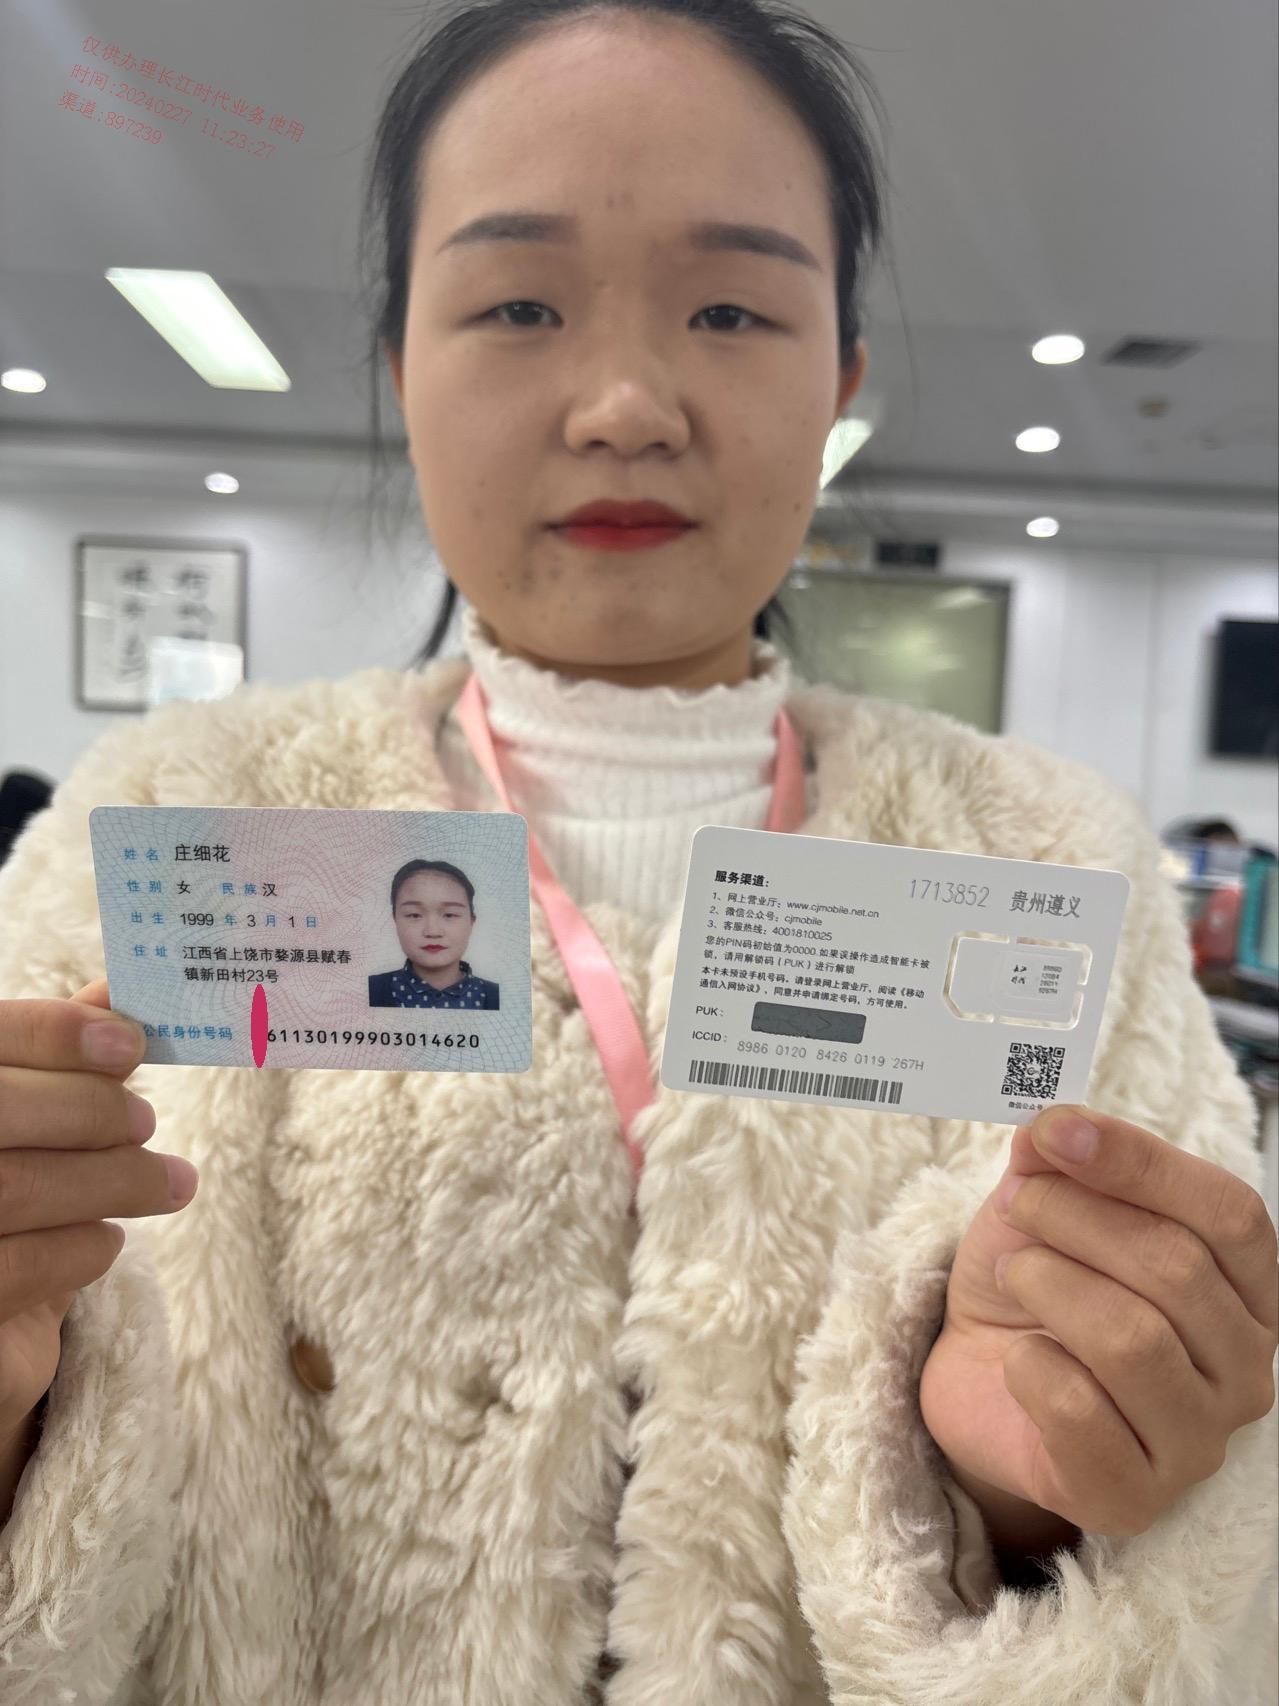 仅供办理长江时代业务使用
时间:20240227 11:23:27
渠道:897239
姓名 庄细花
性别 女 民族 汉
出生 1999 年 3 月 1 日
住址 江西省上饶市婺源县赋春
镇新田村23号
公民身份号码 61130199903014620
服务渠道：
1713852 贵州遵义
1、网上营业厅：www.cjmobile.net.cn
2、微信公众号：cjmobile
3、客服热线：4001810025
您的PIN码初始值为0000.如果误操作造成智能卡被
锁，请用解锁码（PUK）进行解锁
本卡未预设手机号码，请登录网上营业厅，阅读《移动
通信入网协议》，同意并申请绑定号码，方可使用。
PUK：
ICCID： 8986 0120 8426 0119 267H
长江
时代
89860
12084
26011
9267H
微信公众号